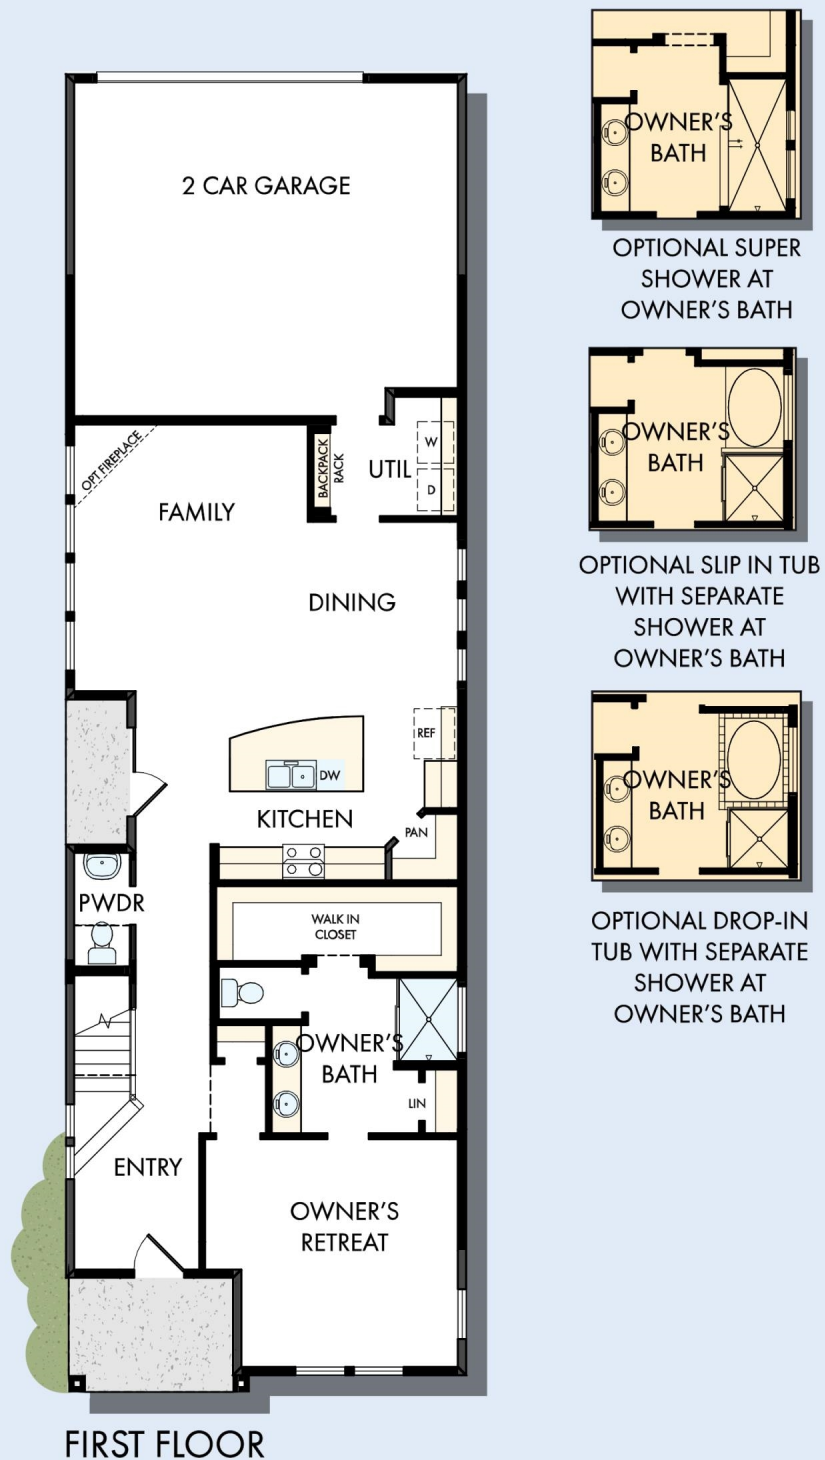 2 CAR GARAGE
OPT FIREPLACE
FAMILY
BACKPACK
RACK
UTIL
W
D
DINING
REF
DW
KITCHEN
PAN
PWDR
WALK IN
CLOSET
OWNER'S
BATH
LIN
ENTRY
OWNER'S
RETREAT
FIRST FLOOR
OWNER'S
BATH
OPTIONAL SUPER
SHOWER AT
OWNER'S BATH
OWNER'S
BATH
OPTIONAL SLIP IN TUB
WITH SEPARATE
SHOWER AT
OWNER'S BATH
OWNER'S
BATH
OPTIONAL DROP-IN
TUB WITH SEPARATE
SHOWER AT
OWNER'S BATH